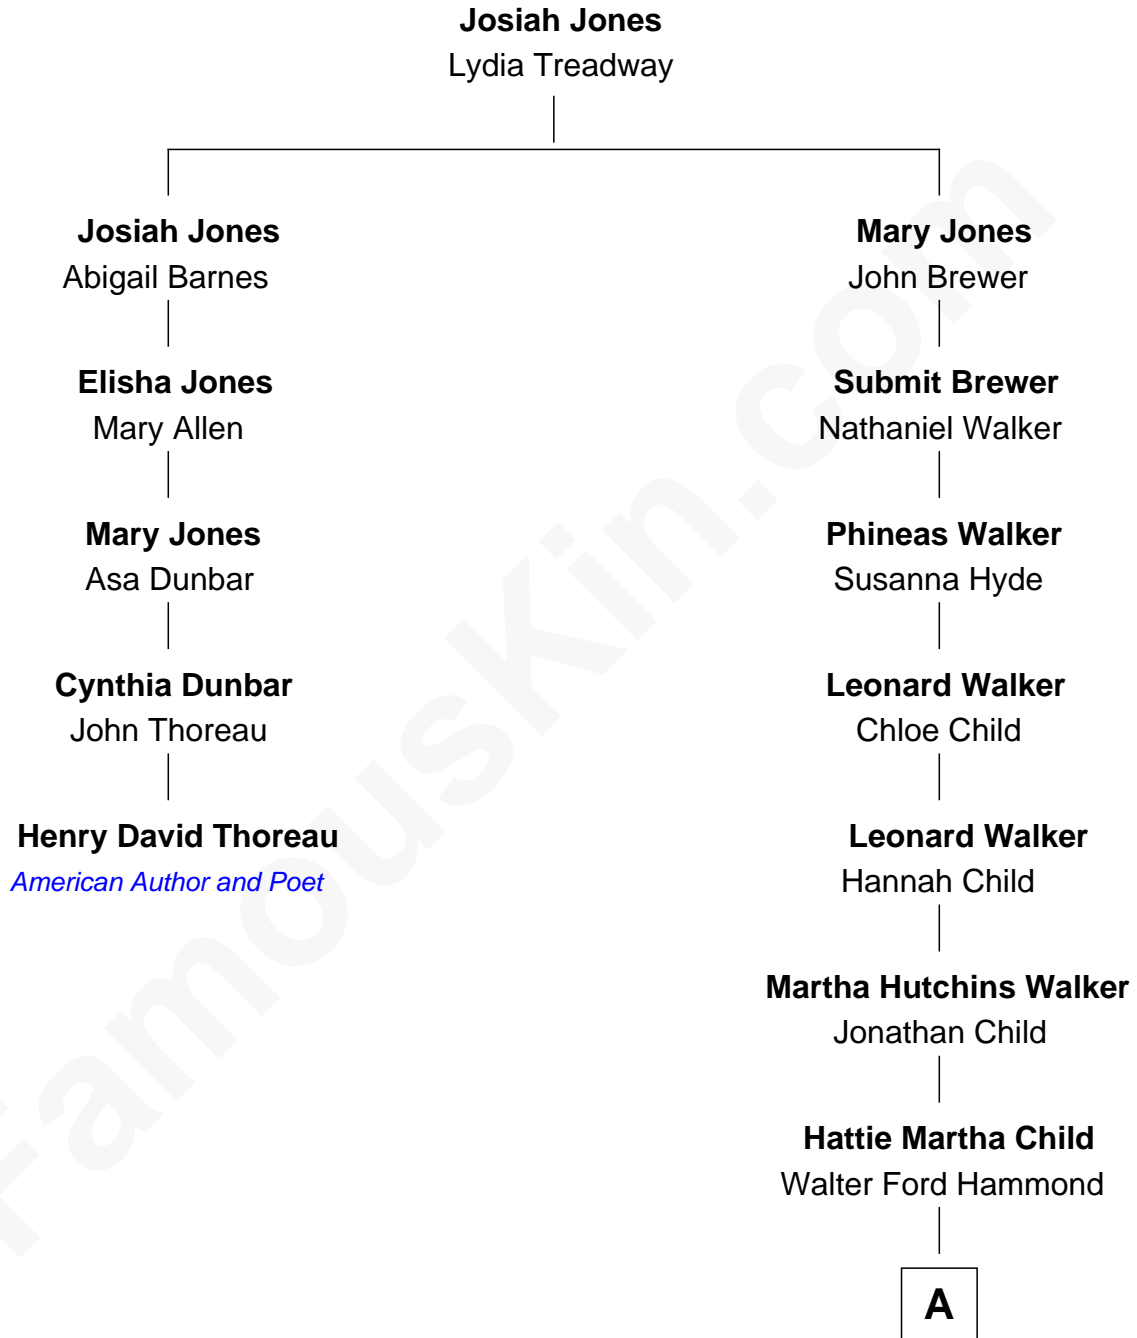 Josiah Jones
Lydia Treadway
Josiah Jones
Abigail Barnes
Mary Jones
John Brewer
Elisha Jones
Mary Allen
Submit Brewer
Nathaniel Walker
Mary Jones
Asa Dunbar
Phineas Walker
Susanna Hyde
Cynthia Dunbar
John Thoreau
Leonard Walker
Chloe Child
Henry David Thoreau
American Author and Poet
Leonard Walker
Hannah Child
Martha Hutchins Walker
Jonathan Child
Hattie Martha Child
Walter Ford Hammond
A
FamousKin.com